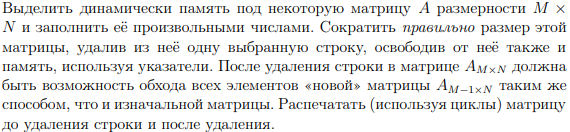 Выделить динамически память под некоторую матрицу A размерности M ×
N и заполнить её произвольными числами. Сократить правильно размер этой
матрицы, удалив из неё одну выбранную строку, освободив от неё также и
память, используя указатели. После удаления строки в матрице A_{M×N} должна
быть возможность обхода всех элементов «новой» матрицы A_{M−1×N} таким же
способом, что и изначальной матрицы. Распечатать (используя циклы) матрицу
до удаления строки и после удаления.